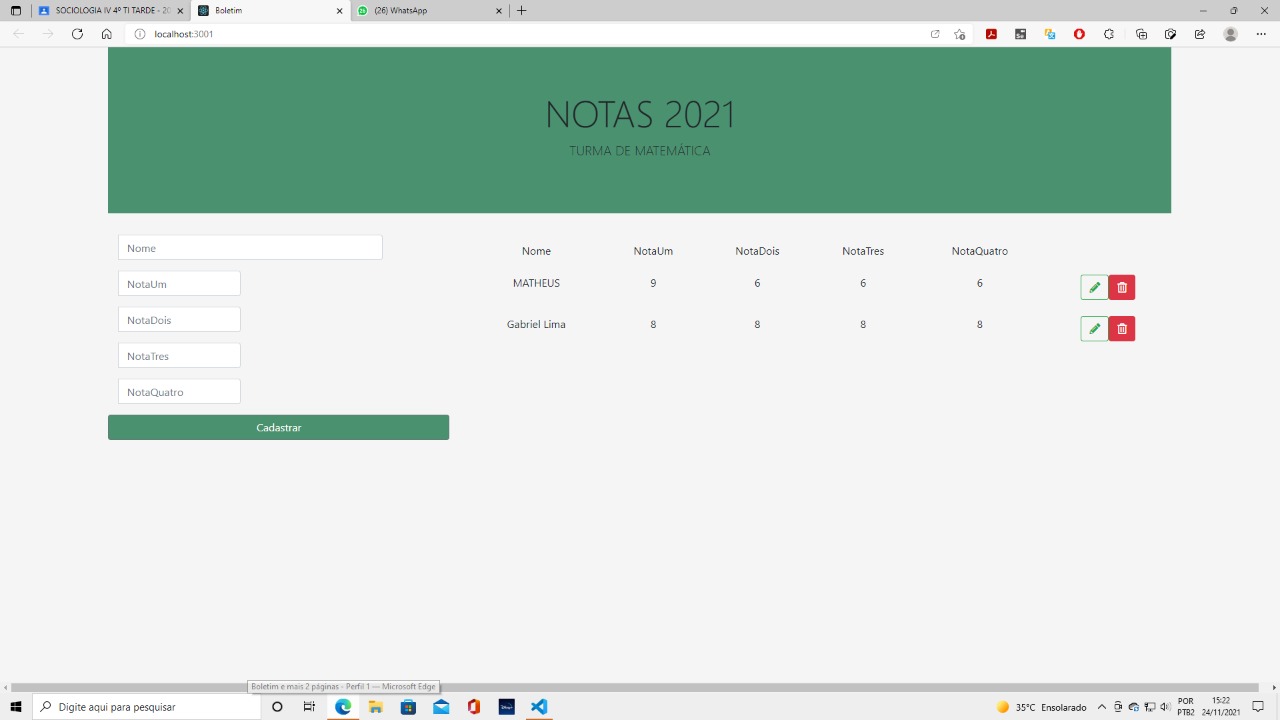 SOCIOLOGIA IV 4º TI TARDE - 20
Boletim
(26) WhatsApp
localhost:3001
NOTAS 2021
TURMA DE MATEMÁTICA
Nome
NotaUm
NotaDois
NotaTres
NotaQuatro
Cadastrar
Nome NotaUm NotaDois NotaTres NotaQuatro
MATHEUS 9 6 6 6
Gabriel Lima 8 8 8 8
Boletim e mais 2 páginas - Perfil 1 — Microsoft Edge
Digite aqui para pesquisar
35°C Ensolarado
POR
PTB2
15:22
24/11/2021